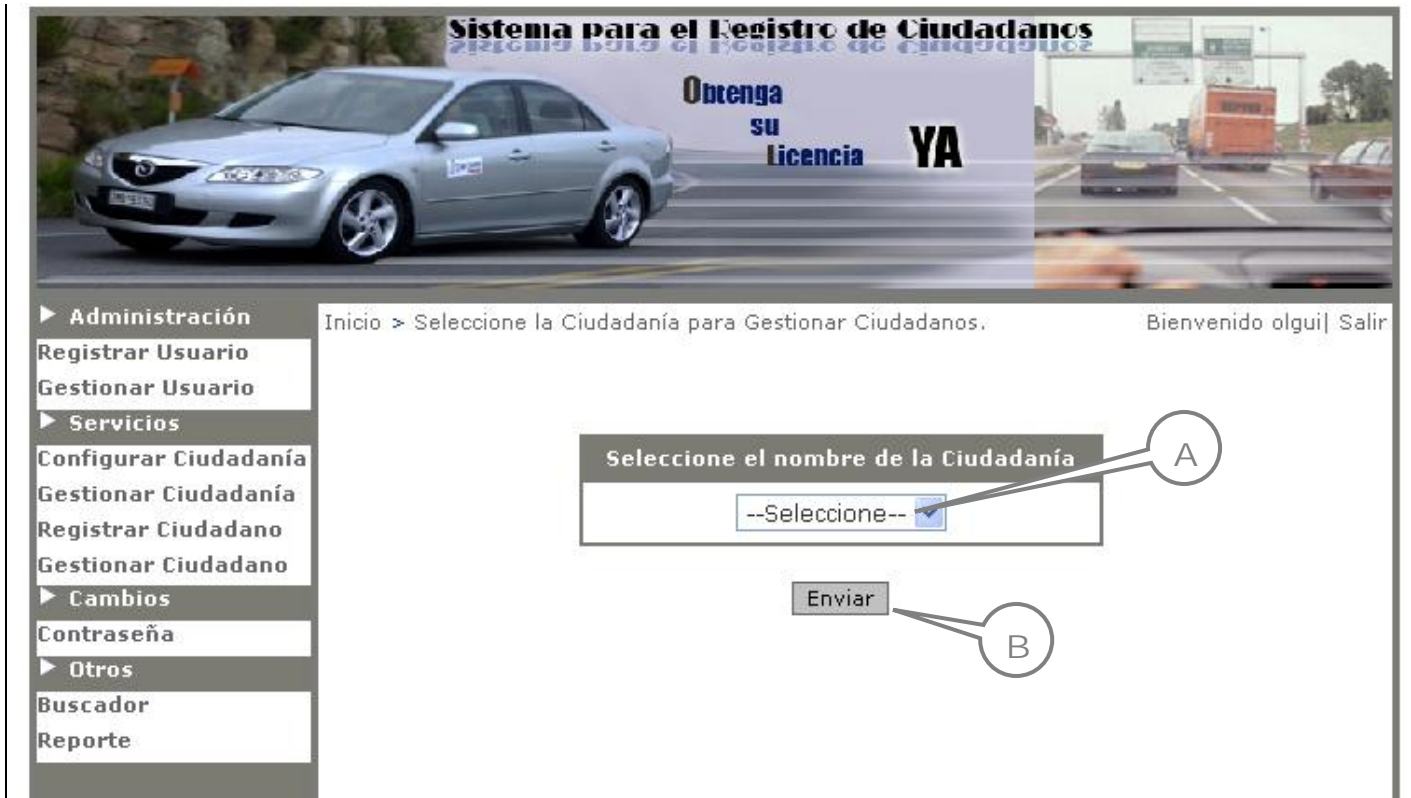 Sistema para el Registro de Ciudadanos
Obtenga
su
licencia YA
Administración
Registrar Usuario
Gestionar Usuario
Servicios
Configurar Ciudadanía
Gestionar Ciudadanía
Registrar Ciudadano
Gestionar Ciudadano
Cambios
Contraseña
Otros
Buscador
Reporte
Inicio > Seleccione la Ciudadanía para Gestionar Ciudadanos.
Bienvenido olgui| Salir
Seleccione el nombre de la Ciudadanía
--Seleccione--
A
Enviar
B